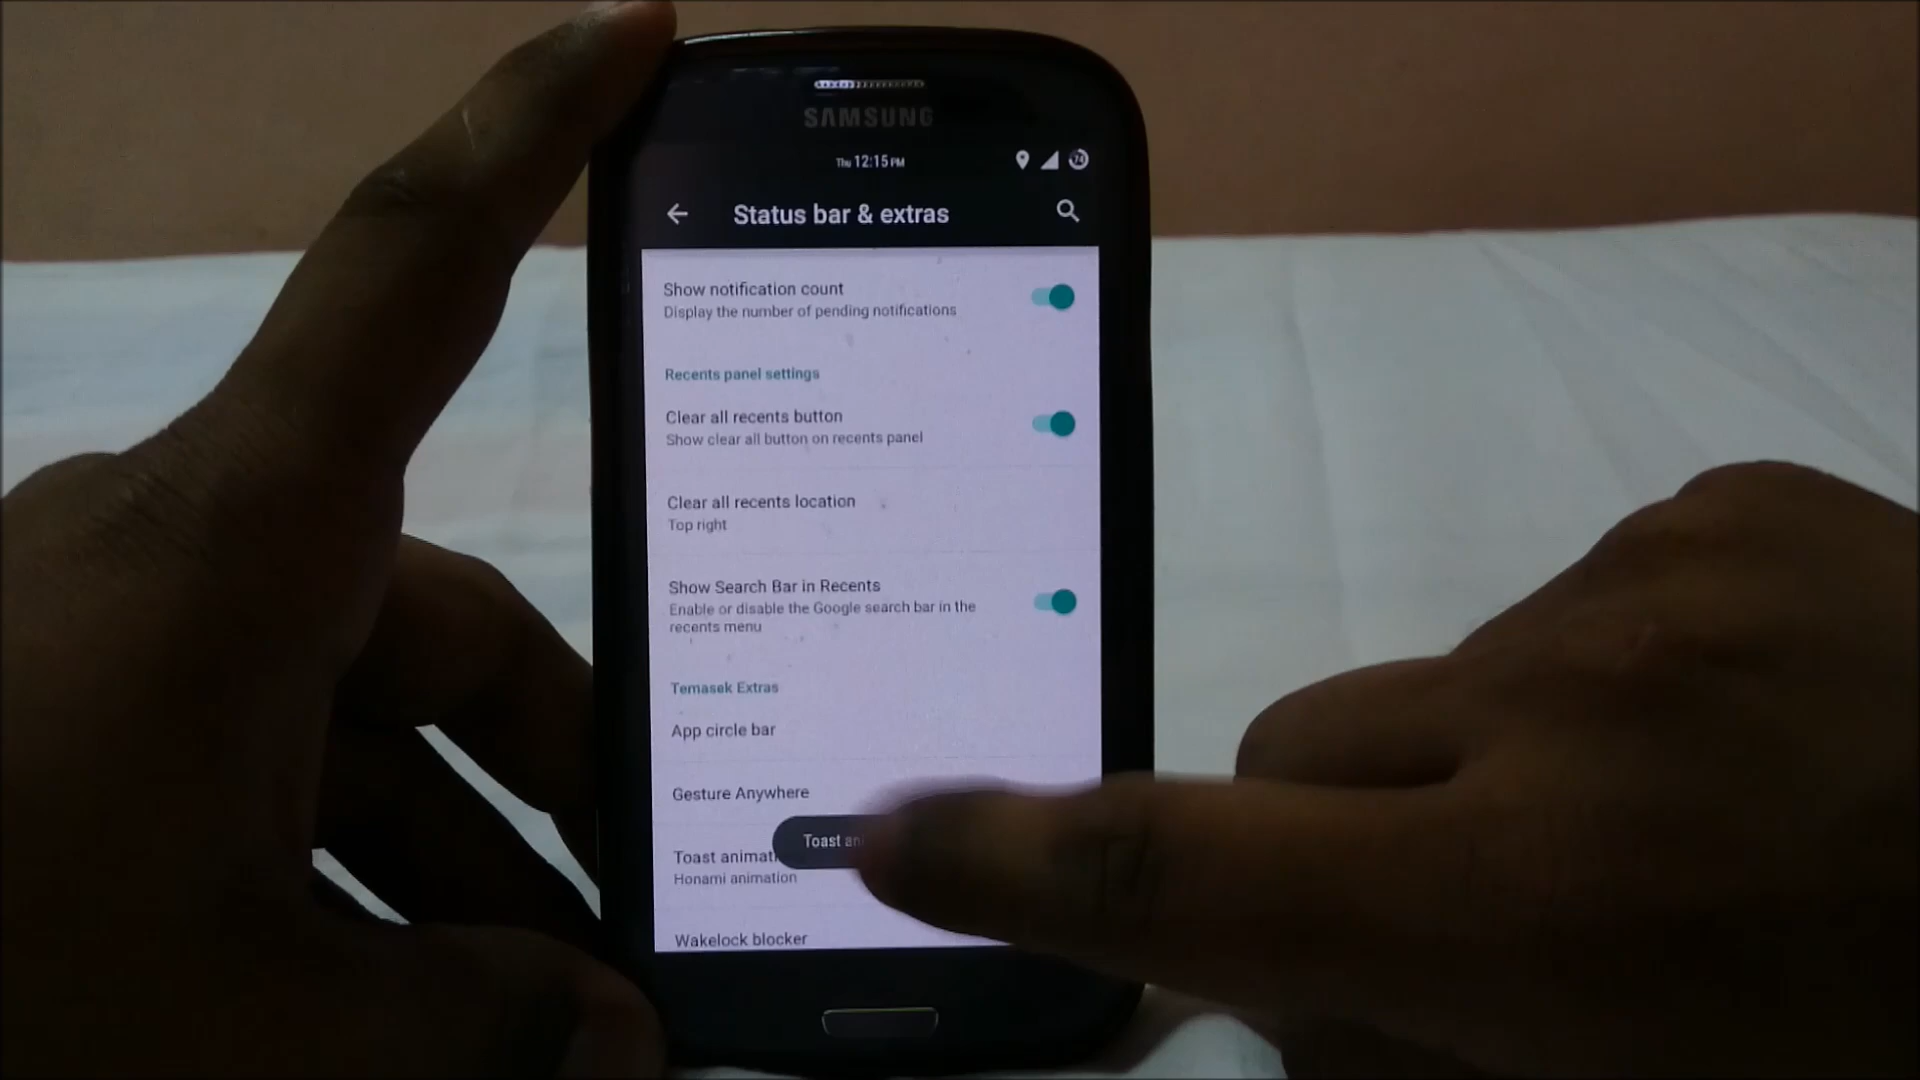 SAMSUNG
Thu 12:15 PM
74
Status bar & extras
Show notification count
Display the number of pending notifications
Recents panel settings
Clear all recents button
Show clear all button on recents panel
Clear all recents location
Top right
Show Search Bar in Recents
Enable or disable the Google search bar in the
recents menu
Temasek Extras
App circle bar
Gesture Anywhere
Toast
Toast
Honami animation
Wakelock blocker